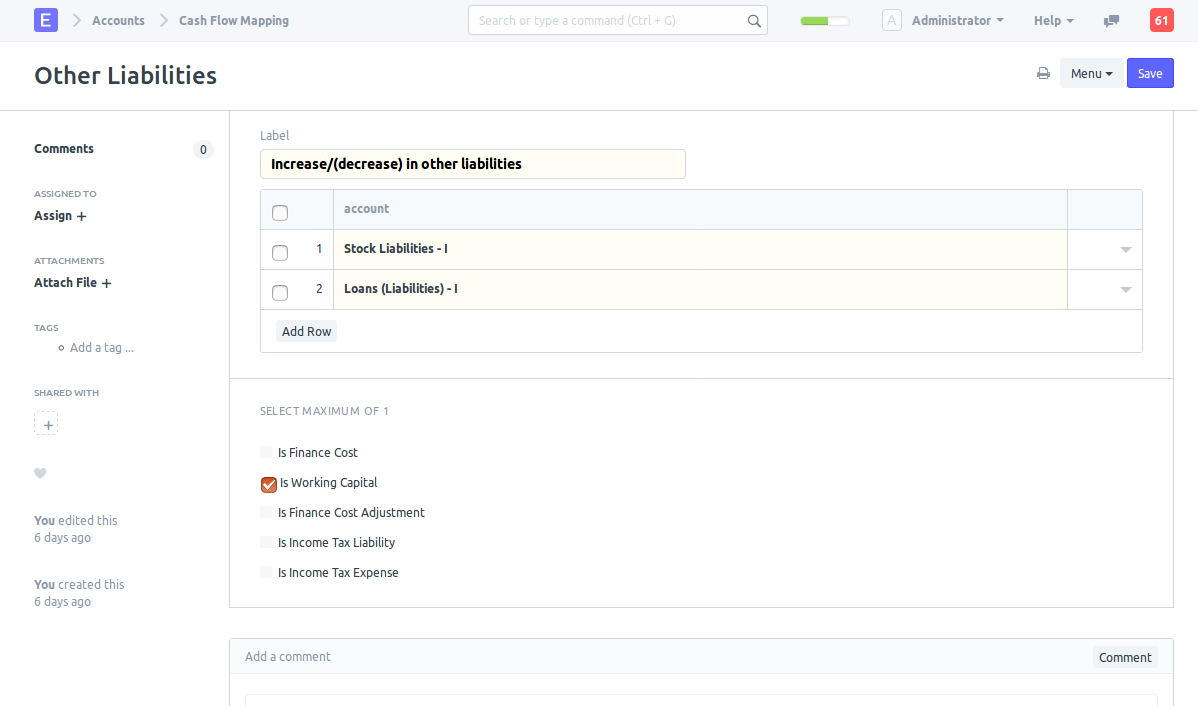 E Accounts Cash Flow Mapping Search or type a command (Ctrl + G) A Administrator Help 61
Other Liabilities Menu Save
Comments 0
ASSIGNED TO
Assign +
ATTACHMENTS
Attach File +
TAGS
Add a tag ...
SHARED WITH
+
You edited this
6 days ago
You created this
6 days ago
Label
Increase/(decrease) in other liabilities
account
1 Stock Liabilities - I
2 Loans (Liabilities) - I
Add Row
SELECT MAXIMUM OF 1
Is Finance Cost
Is Working Capital
Is Finance Cost Adjustment
Is Income Tax Liability
Is Income Tax Expense
Add a comment Comment